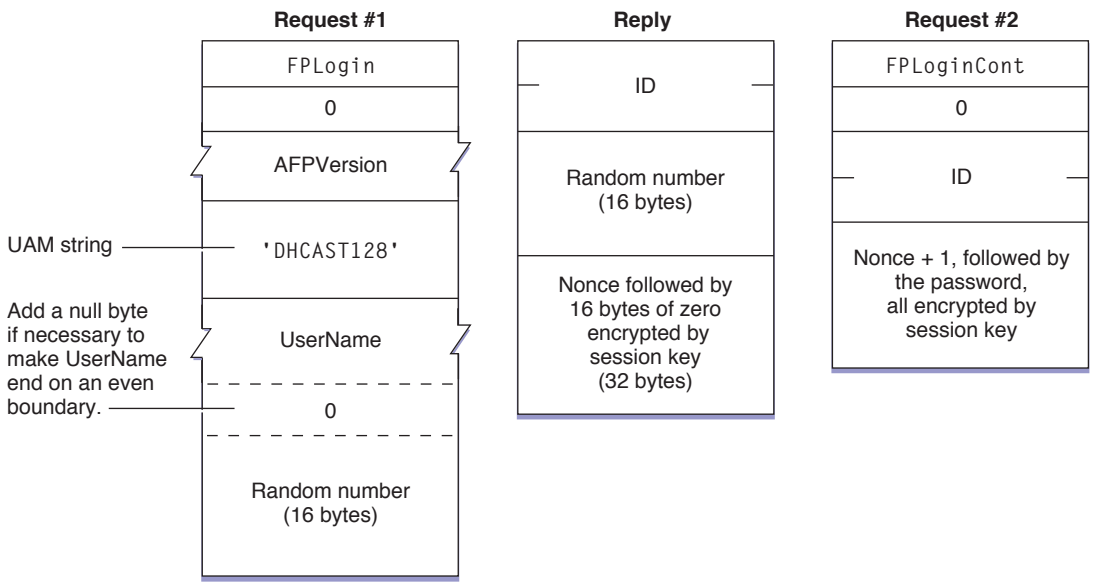 Request #1
FPLogin
0
AFPVersion
UAM string
'DHCAST128'
Add a null byte
if necessary to
make UserName
end on an even
boundary.
UserName
0
Random number
(16 bytes)
Reply
ID
Random number
(16 bytes)
Nonce followed by
16 bytes of zero
encrypted by
session key
(32 bytes)
Request #2
FPLoginCont
0
ID
Nonce + 1, followed by
the password,
all encrypted by
session key